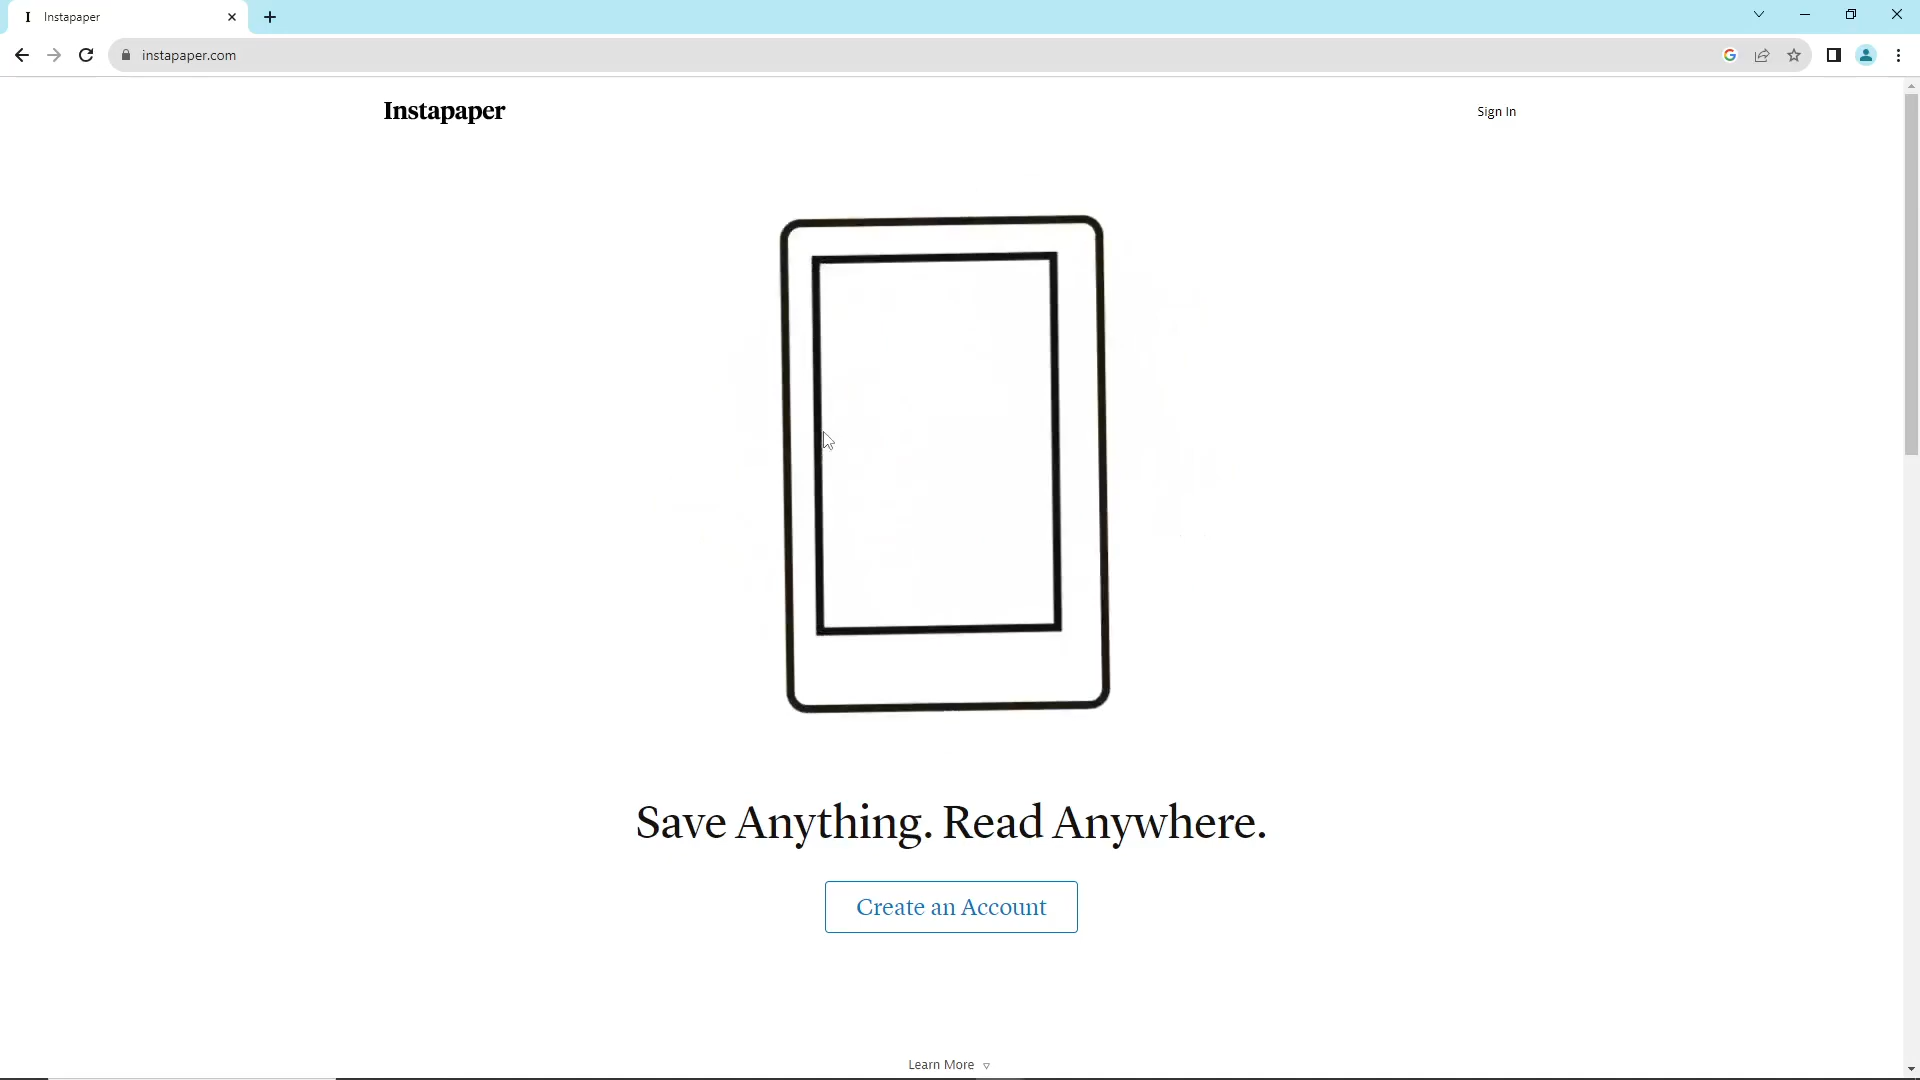 Instapaper
instapaper.com
Instapaper
Sign In
Save Anything. Read Anywhere.
Create an Account
Learn More